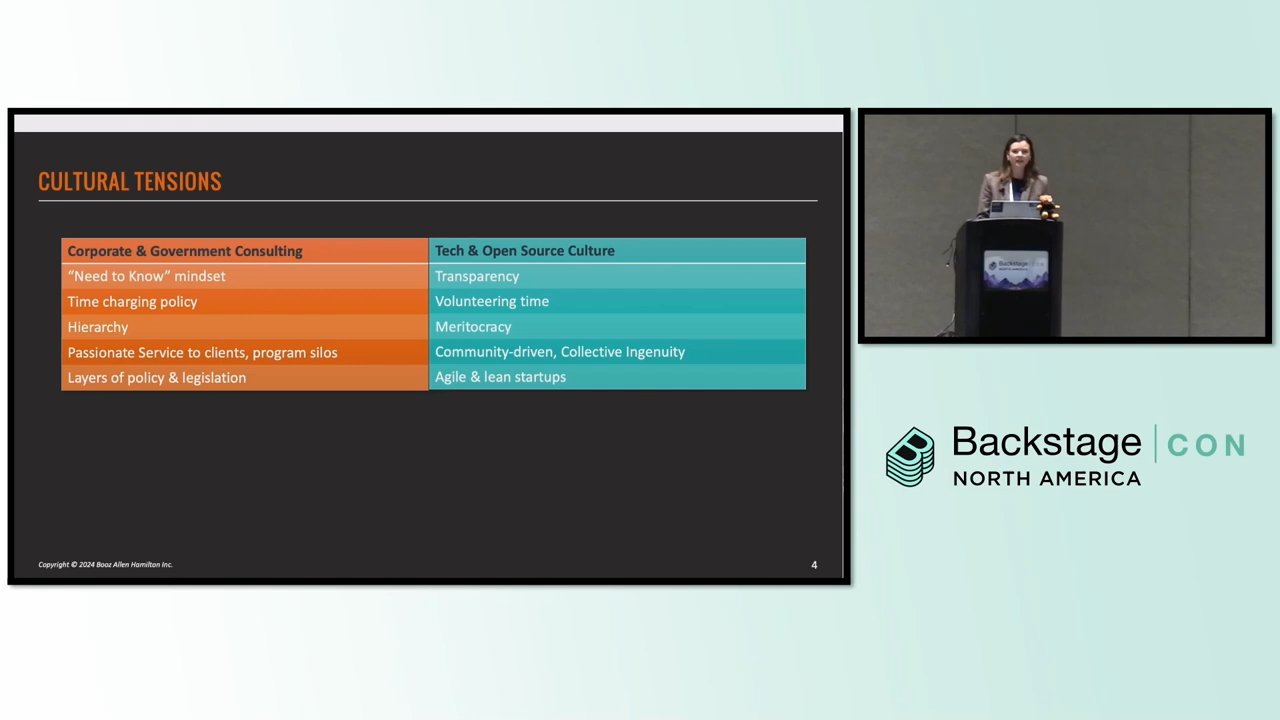 CULTURAL TENSIONS
Corporate & Government Consulting
Tech & Open Source Culture
“Need to Know” mindset
Transparency
Time charging policy
Volunteering time
Hierarchy
Meritocracy
Passionate Service to clients, program silos
Community-driven, Collective Ingenuity
Layers of policy & legislation
Agile & lean startups
Copyright © 2024 Booz Allen Hamilton Inc.
4
Backstage
Backstage | CON
NORTH AMERICA